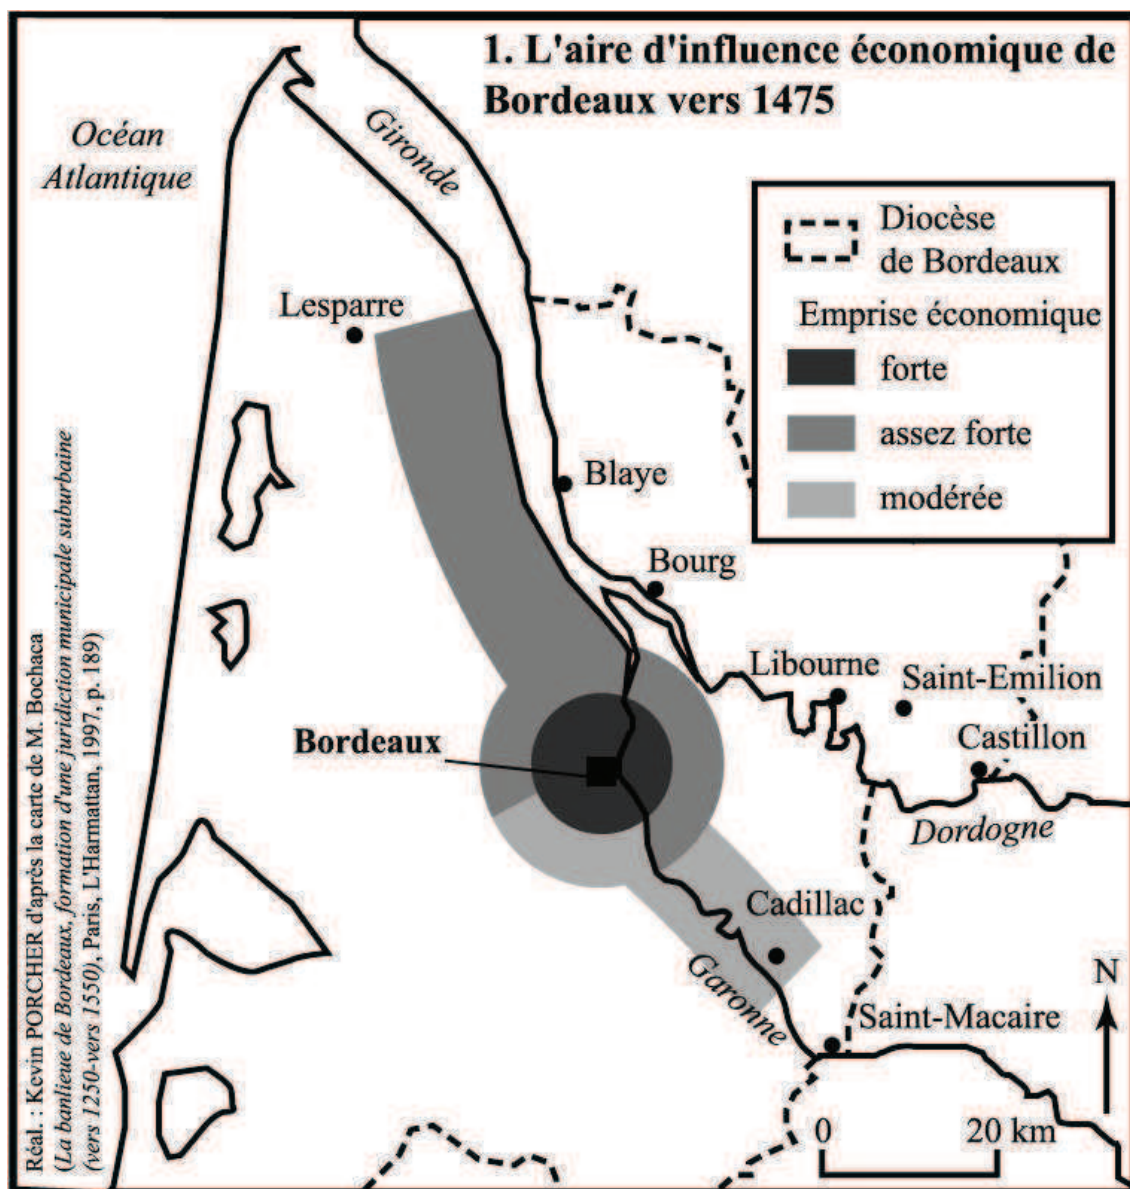 1. L'aire d'influence économique de
Bordeaux vers 1475
Océan
Atlantique
Gironde
Diocèse
de Bordeaux
Emprise économique
forte
assez forte
modérée
Lesparre
Blaye
Bourg
Libourne
Saint-Emilion
Castillon
Bordeaux
Dordogne
Cadillac
Garonne
Saint-Macaire
N
0 20 km
Réal. : Kevin PORCHER d'après la carte de M. Bochaca
(La banlieue de Bordeaux, formation d'une juridiction municipale suburbaine
(vers 1250-vers 1550), Paris, L'Harmattan, 1997, p. 189)